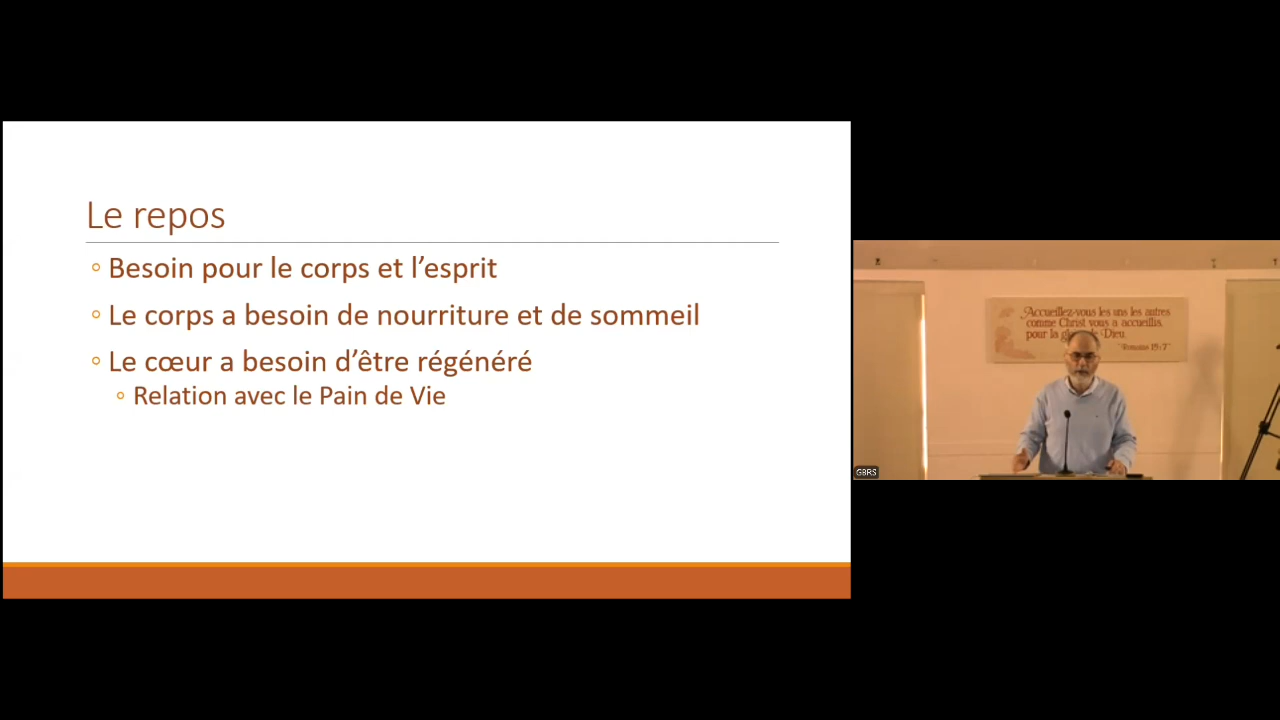 Le repos
Besoin pour le corps et l’esprit
Le corps a besoin de nourriture et de sommeil
Le cœur a besoin d’être régénéré
Relation avec le Pain de Vie
Accueillez-vous les uns les autres
comme Christ vous a accueillis,
pour la de Dieu
Romains 15:7
GBRS